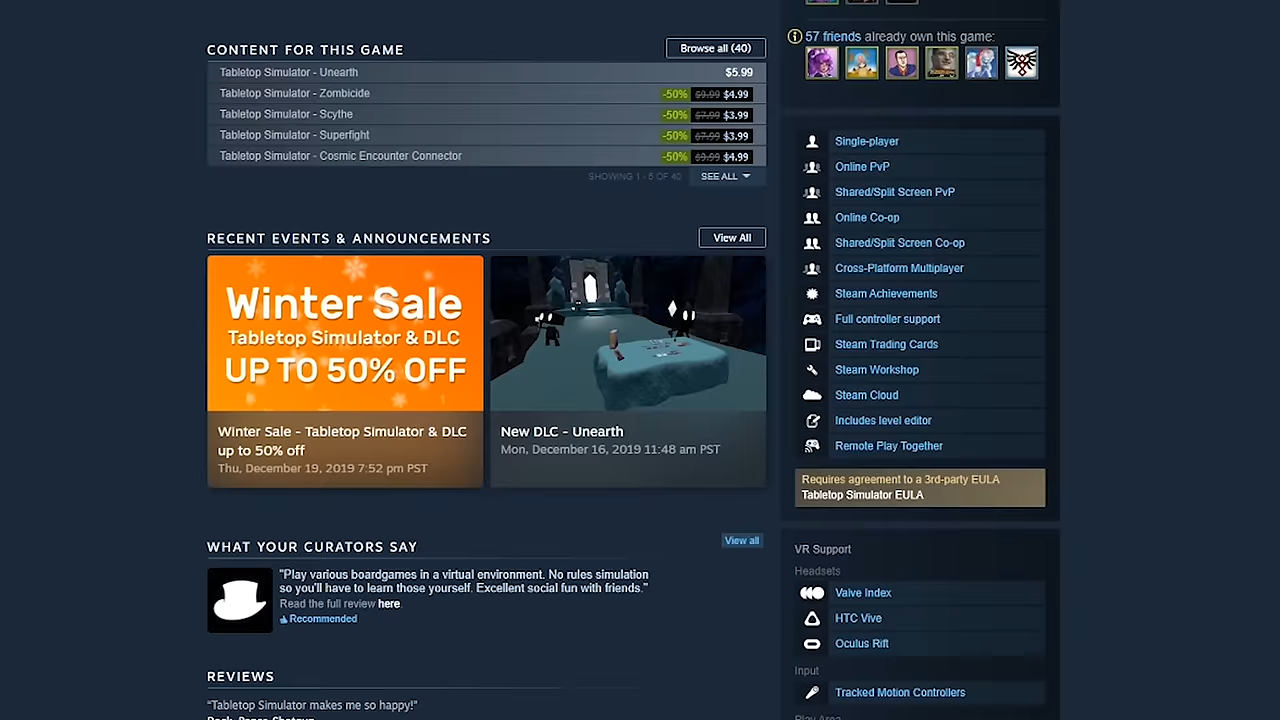 CONTENT FOR THIS GAME
Browse all (40)
Tabletop Simulator - Unearth
$5.99
Tabletop Simulator - Zombicide
-50% $9.99 $4.99
Tabletop Simulator - Scythe
-50% $7.99 $3.99
Tabletop Simulator - Superfight
-50% $7.99 $3.99
Tabletop Simulator - Cosmic Encounter Connector
-50% $9.99 $4.99
SHOWING 1 - 5 OF 40
SEE ALL
RECENT EVENTS & ANNOUNCEMENTS
View All
Winter Sale
Tabletop Simulator & DLC
UP TO 50% OFF
Winter Sale - Tabletop Simulator & DLC
up to 50% off
Thu, December 19, 2019 7:52 pm PST
New DLC - Unearth
Mon, December 16, 2019 11:48 am PST
WHAT YOUR CURATORS SAY
View all
"Play various boardgames in a virtual environment. No rules simulation
so you'll have to learn those yourself. Excellent social fun with friends."
Read the full review here.
Recommended
REVIEWS
“Tabletop Simulator makes me so happy!”
57 friends already own this game:
Single-player
Online PvP
Shared/Split Screen PvP
Online Co-op
Shared/Split Screen Co-op
Cross-Platform Multiplayer
Steam Achievements
Full controller support
Steam Trading Cards
Steam Workshop
Steam Cloud
Includes level editor
Remote Play Together
Requires agreement to a 3rd-party EULA
Tabletop Simulator EULA
VR Support
Headsets
Valve Index
HTC Vive
Oculus Rift
Input
Tracked Motion Controllers
Play Area